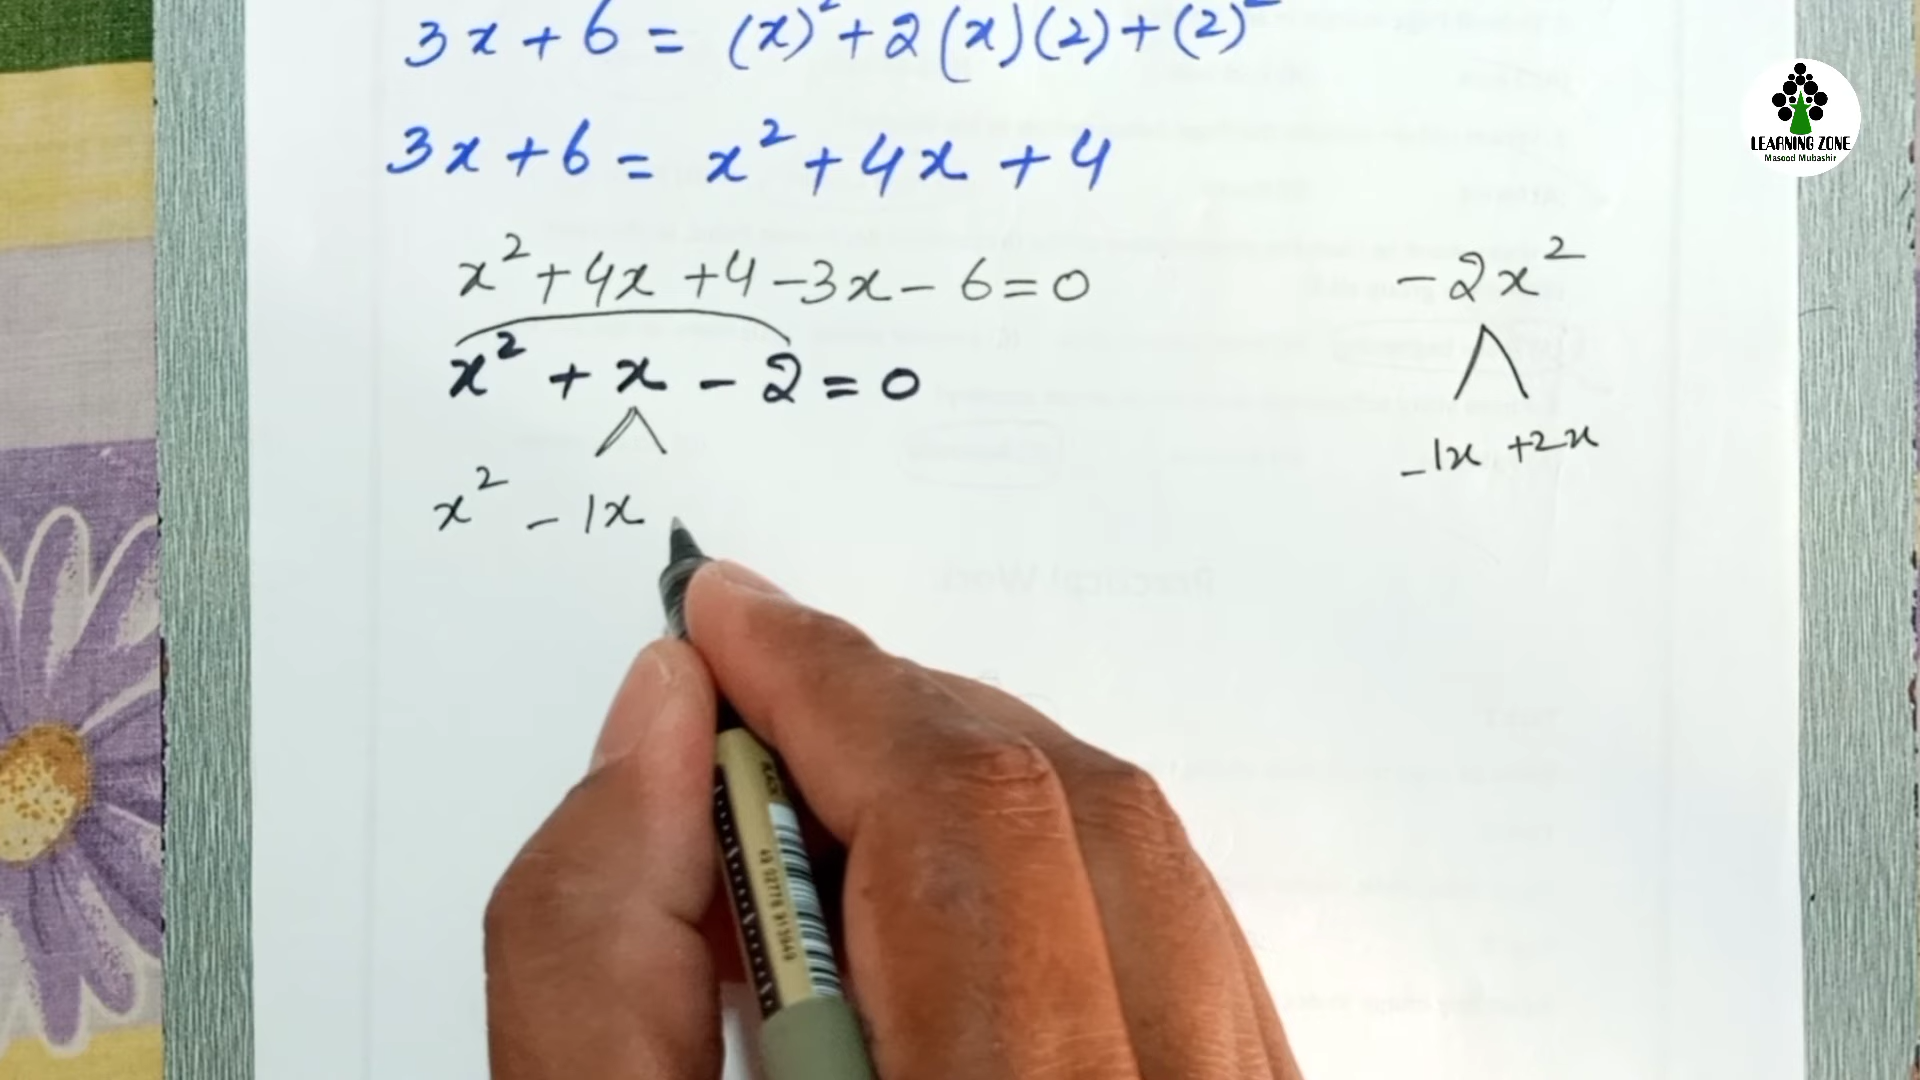 3x + 6 = (x)² + 2(x)(2) + (2)²
3x + 6 = x² + 4x + 4
x² + 4x + 4 - 3x - 6 = 0
x² + x - 2 = 0
x² - 1x
- 2x²
- 1x + 2x
LEARNING ZONE
Masood Mubashir